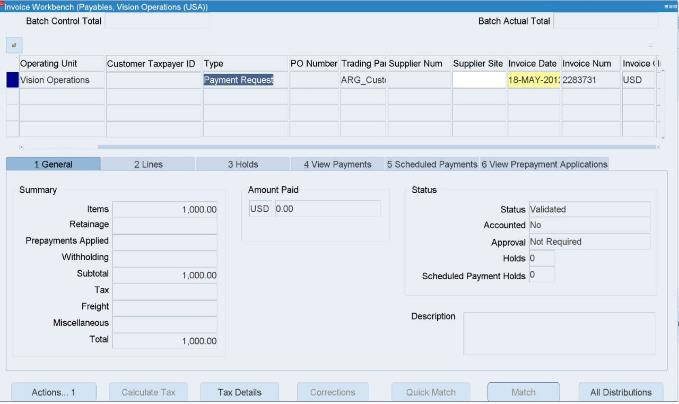 Invoice Workbench (Payables, Vision Operations (USA))
Batch Control Total Batch Actual Total
Operating Unit Customer Taxpayer ID Type PO Number Trading Pai Supplier Num Supplier Site Invoice Date Invoice Num Invoice
Vision Operations Payment Request ARG_Cust 18-MAY-201 2283731 USD
1 General 2 Lines 3 Holds 4 View Payments 5 Scheduled Payments 6 View Prepayment Applications
Summary Amount Paid Status
Items 1,000.00 USD 0.00 Status Validated
Retainage Accounted No
Prepayments Applied Approval Not Required
Withholding Holds 0
Subtotal 1,000.00 Scheduled Payment Holds 0
Tax
Freight
Miscellaneous Description
Total 1,000.00
Actions... 1 Calculate Tax Tax Details Corrections Quick Match Match All Distributions